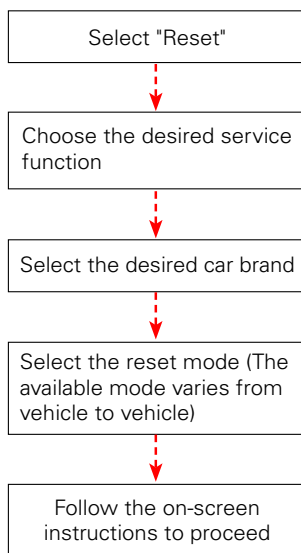 Select "Reset"
Choose the desired service
function
Select the desired car brand
Select the reset mode (The
available mode varies from
vehicle to vehicle)
Follow the on-screen
instructions to proceed